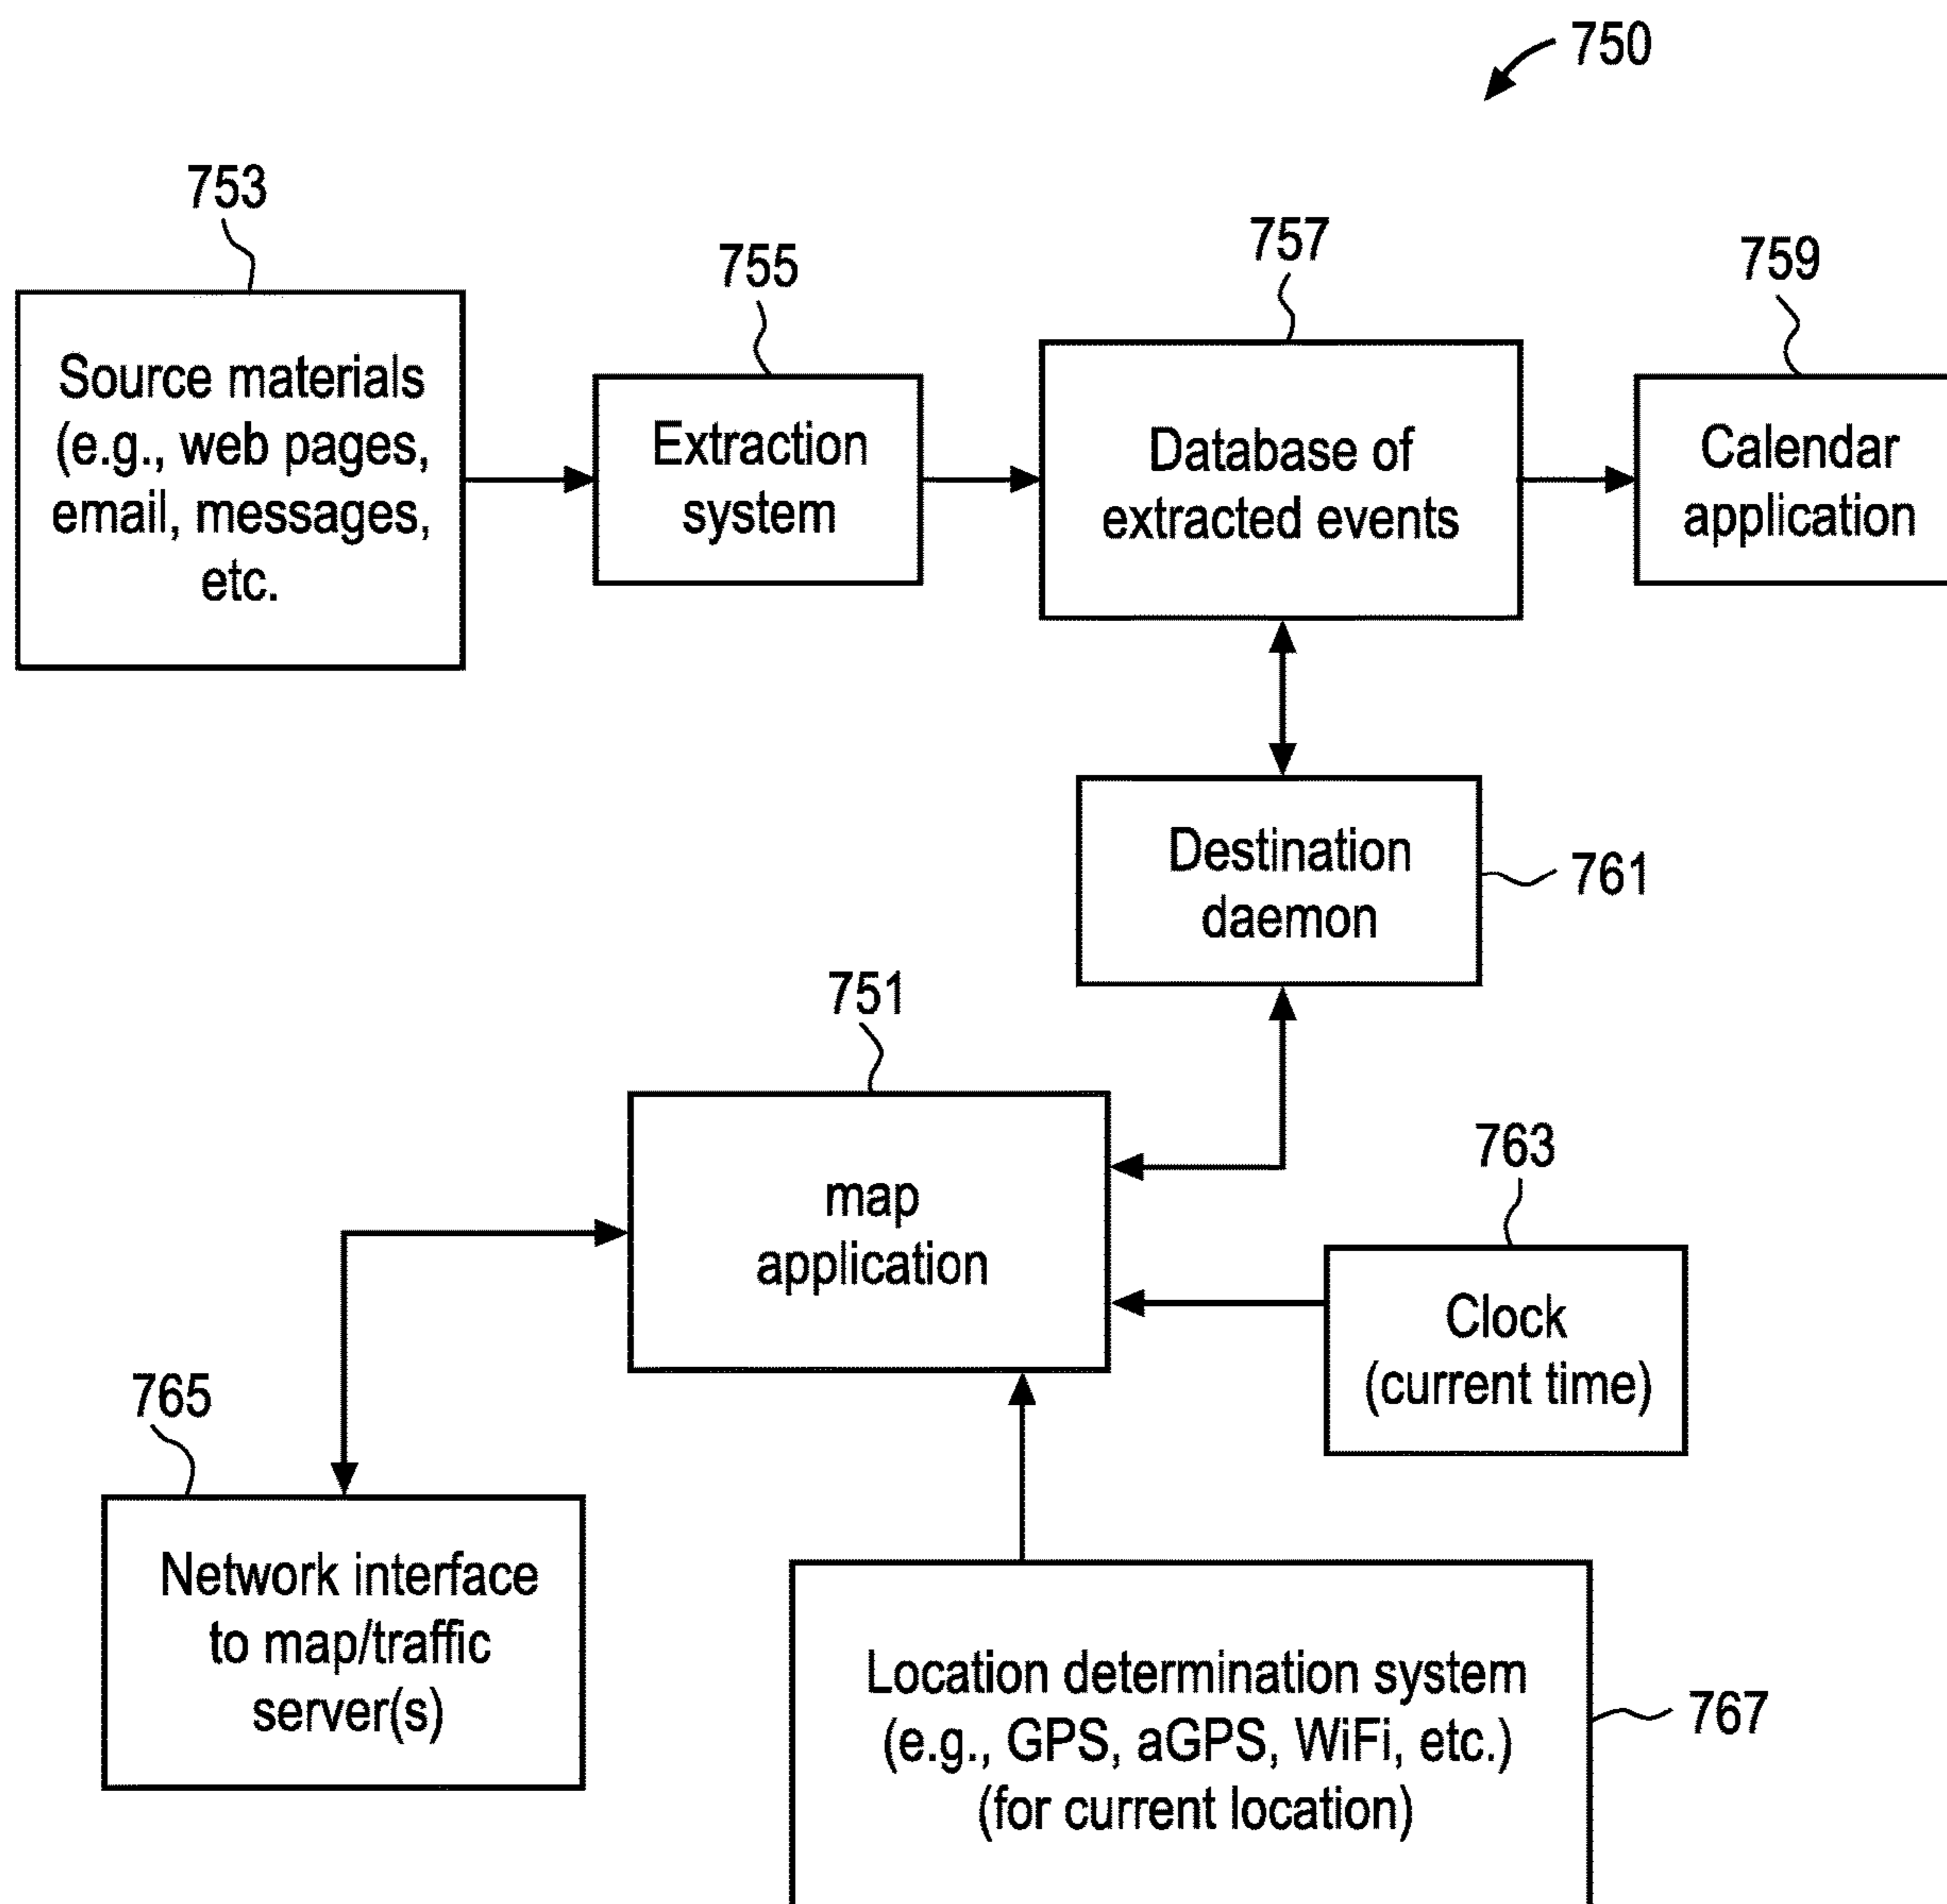 750
753
Source materials
(e.g., web pages,
email, messages,
etc.
755
Extraction
system
757
Database of
extracted events
759
Calendar
application
Destination
daemon
761
751
map
application
763
Clock
(current time)
765
Network interface
to map/traffic
server(s)
Location determination system
(e.g., GPS, aGPS, WiFi, etc.)
(for current location)
767